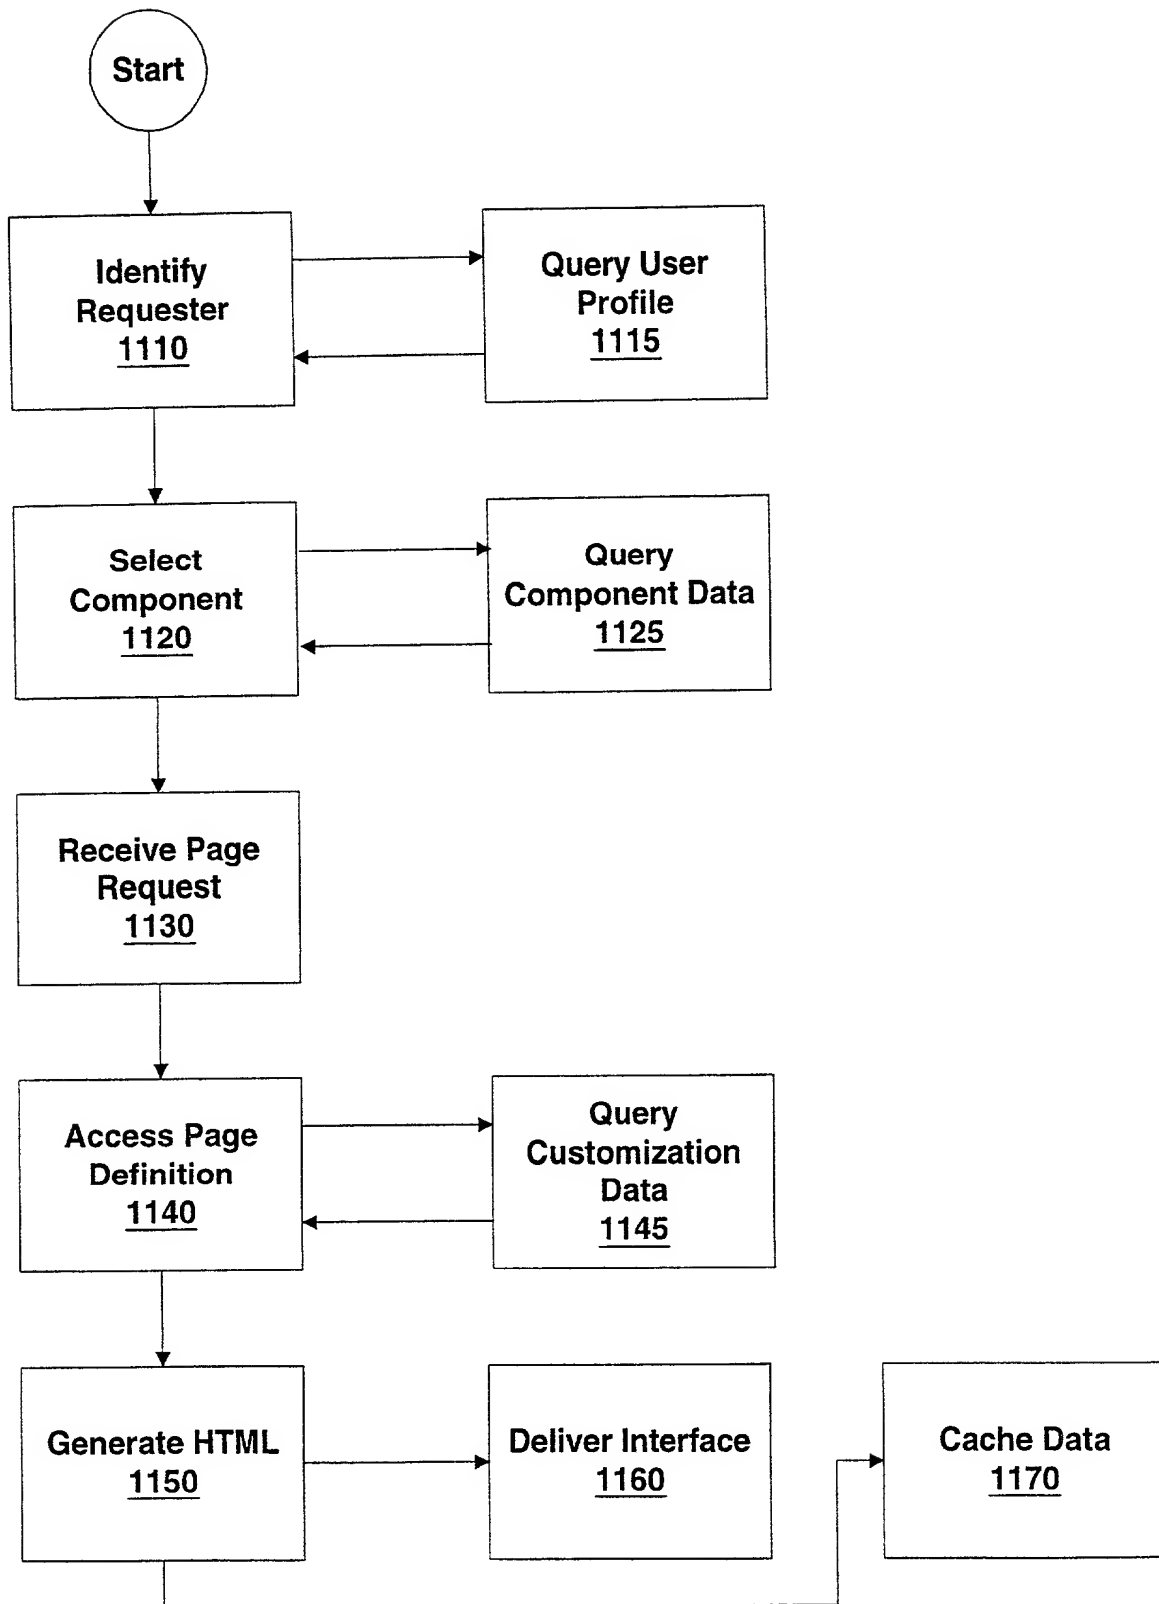 Start
Identify
Requester
1110
Query User
Profile
1115
Select
Component
1120
Query
Component Data
1125
Receive Page
Request
1130
Access Page
Definition
1140
Query
Customization
Data
1145
Generate HTML
1150
Deliver Interface
1160
Cache Data
1170